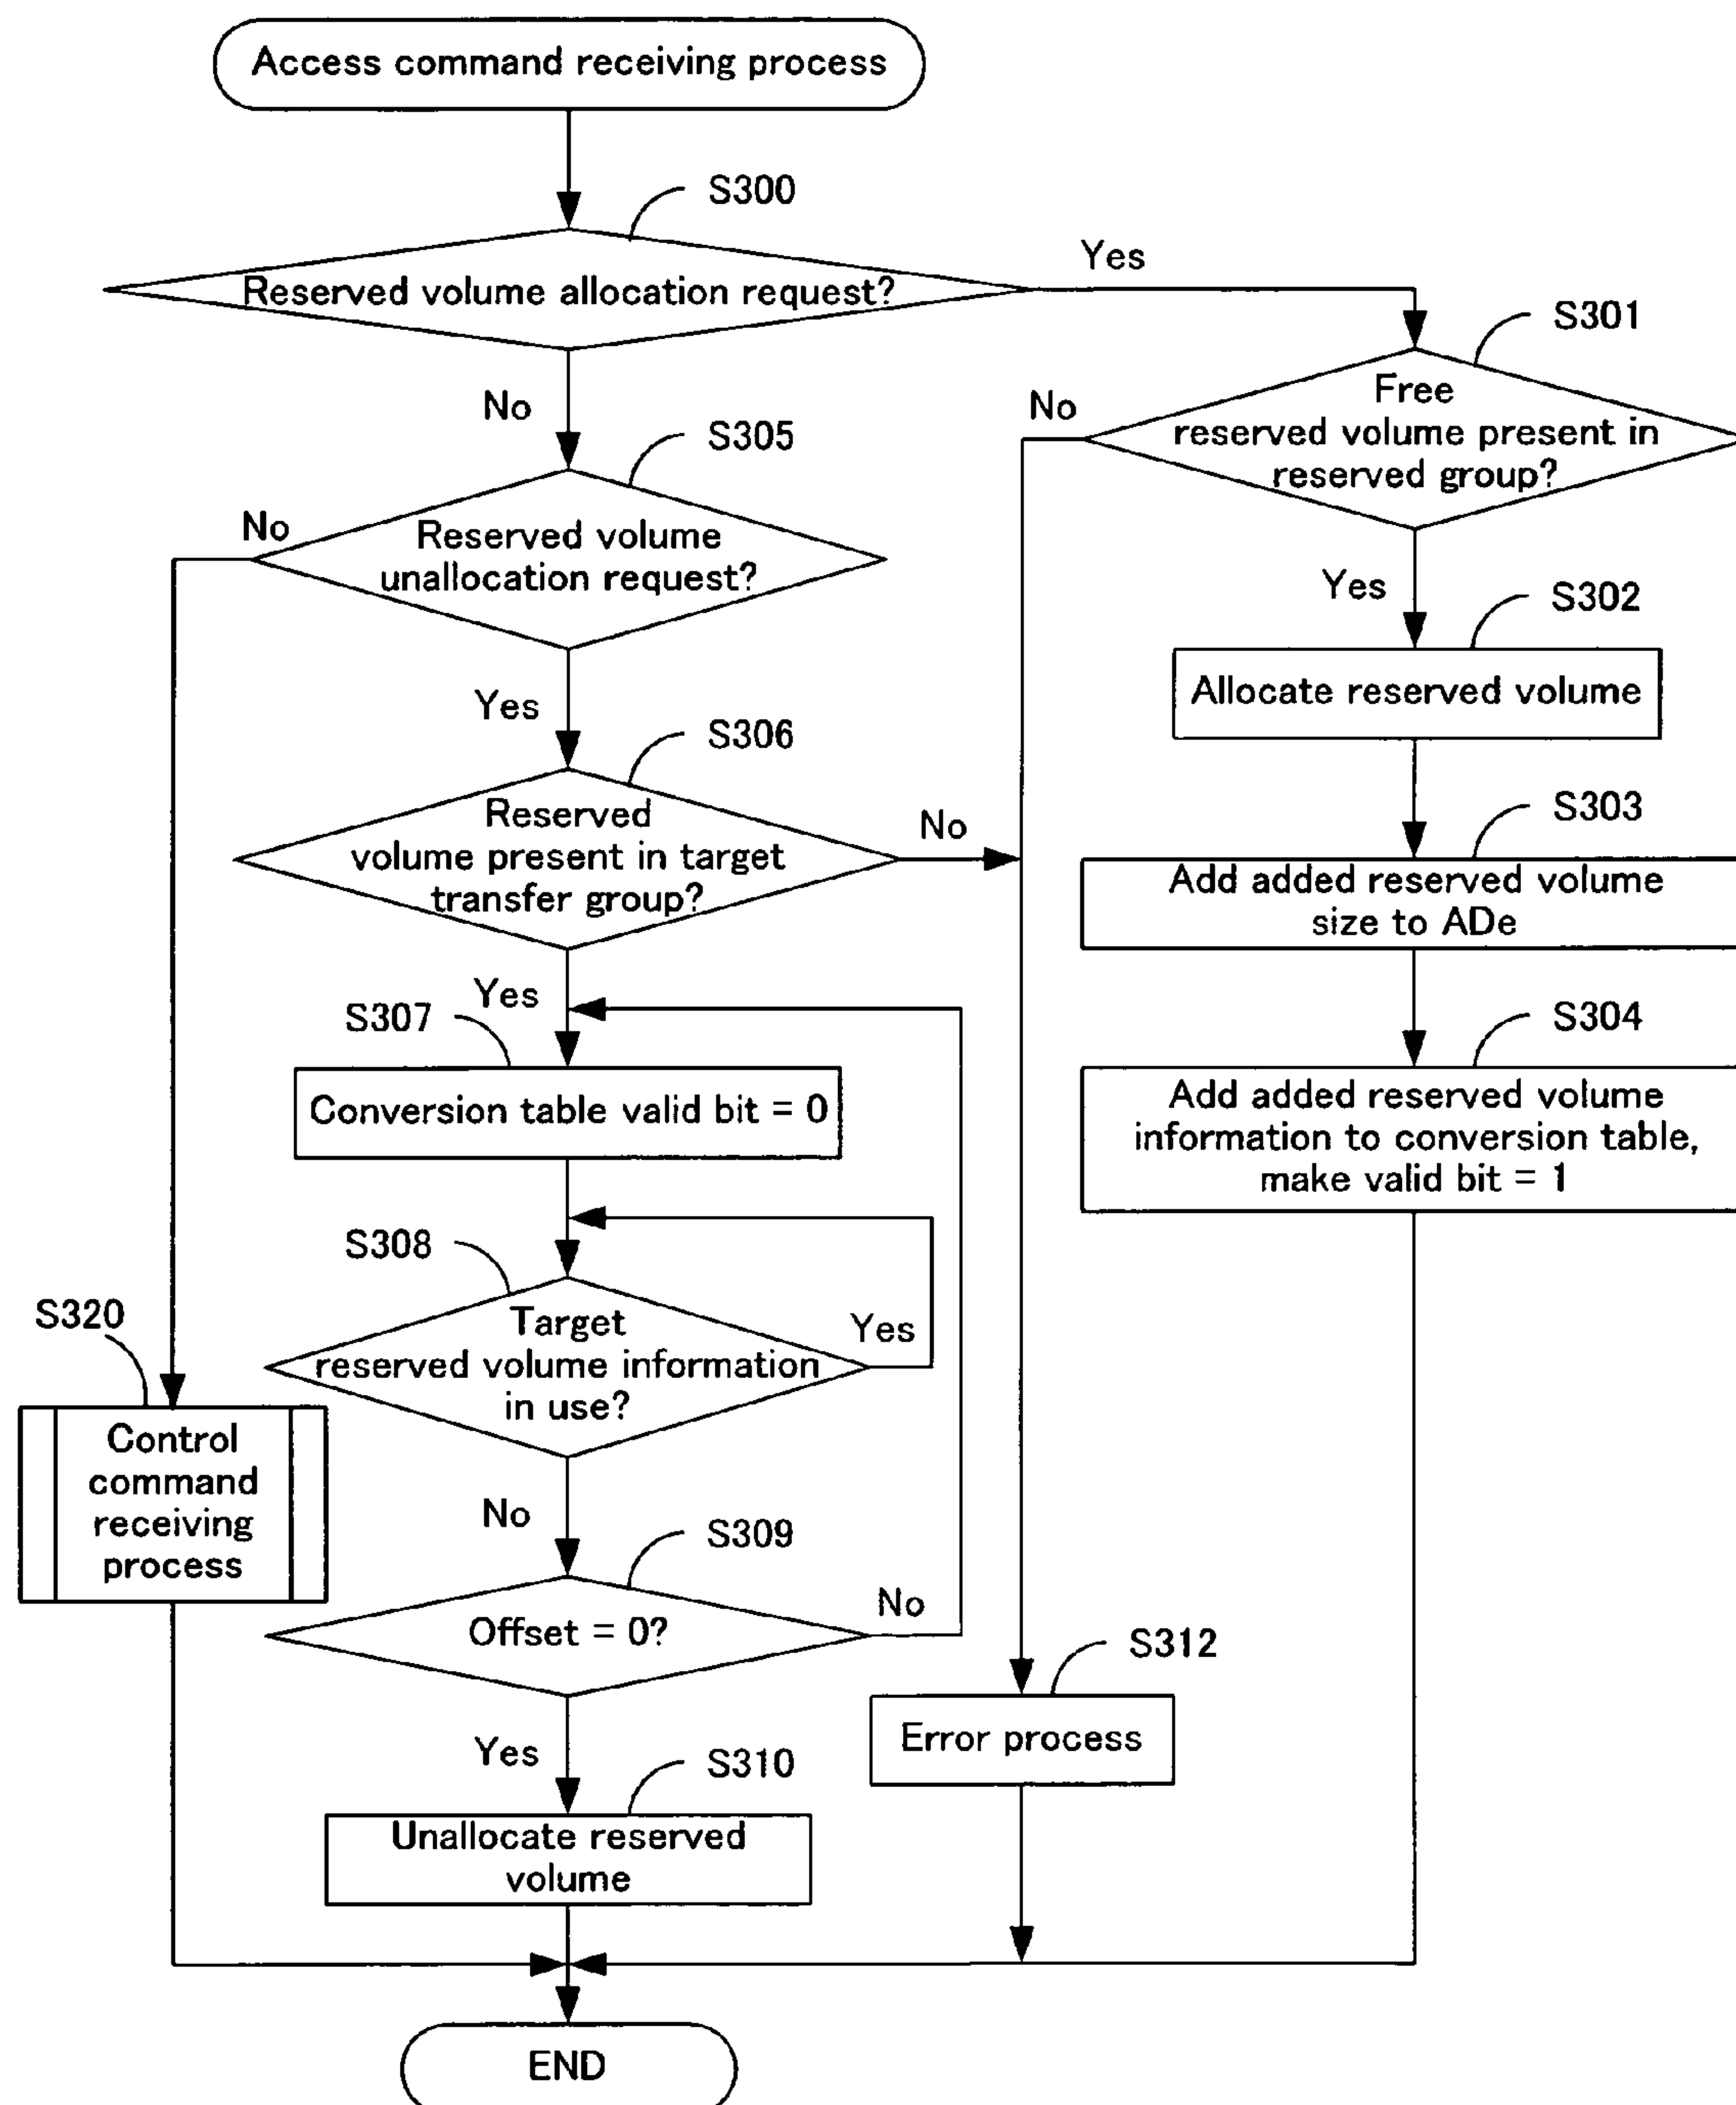 Access command receiving process
S300
Reserved volume allocation request?
Yes
No
S301
Free
reserved volume present in
reserved group?
No
Yes
S302
Allocate reserved volume
S303
Add added reserved volume
size to ADe
S304
Add added reserved volume
information to conversion table,
make valid bit = 1
S305
Reserved volume
unallocation request?
No
Yes
S306
Reserved
volume present in target
transfer group?
No
Yes
S307
Conversion table valid bit = 0
S308
Target
reserved volume information
in use?
Yes
No
S309
Offset = 0?
No
Yes
S310
Unallocate reserved
volume
S312
Error process
S320
Control
command
receiving
process
END